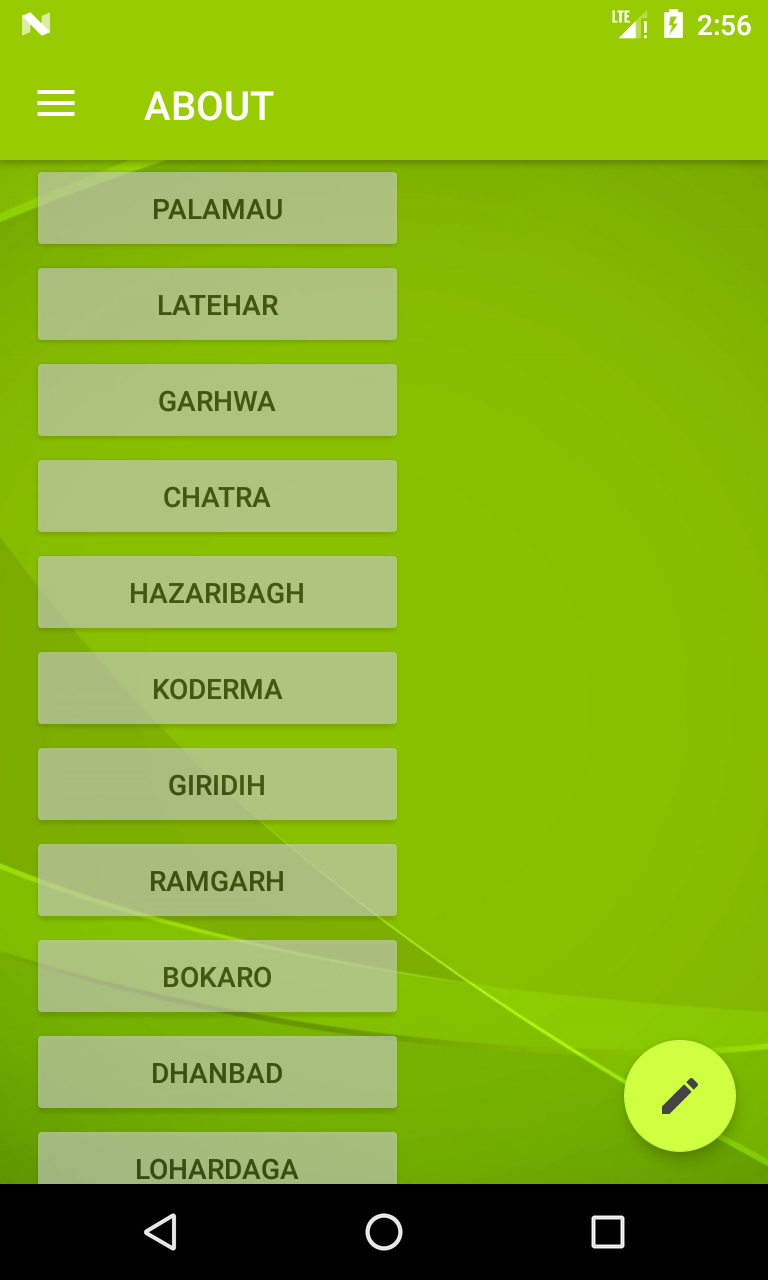 LTE 2:56
ABOUT
PALAMAU
LATEHAR
GARHWA
CHATRA
HAZARIBAGH
KODERMA
GIRIDIH
RAMGARH
BOKARO
DHANBAD
LOHARDAGA